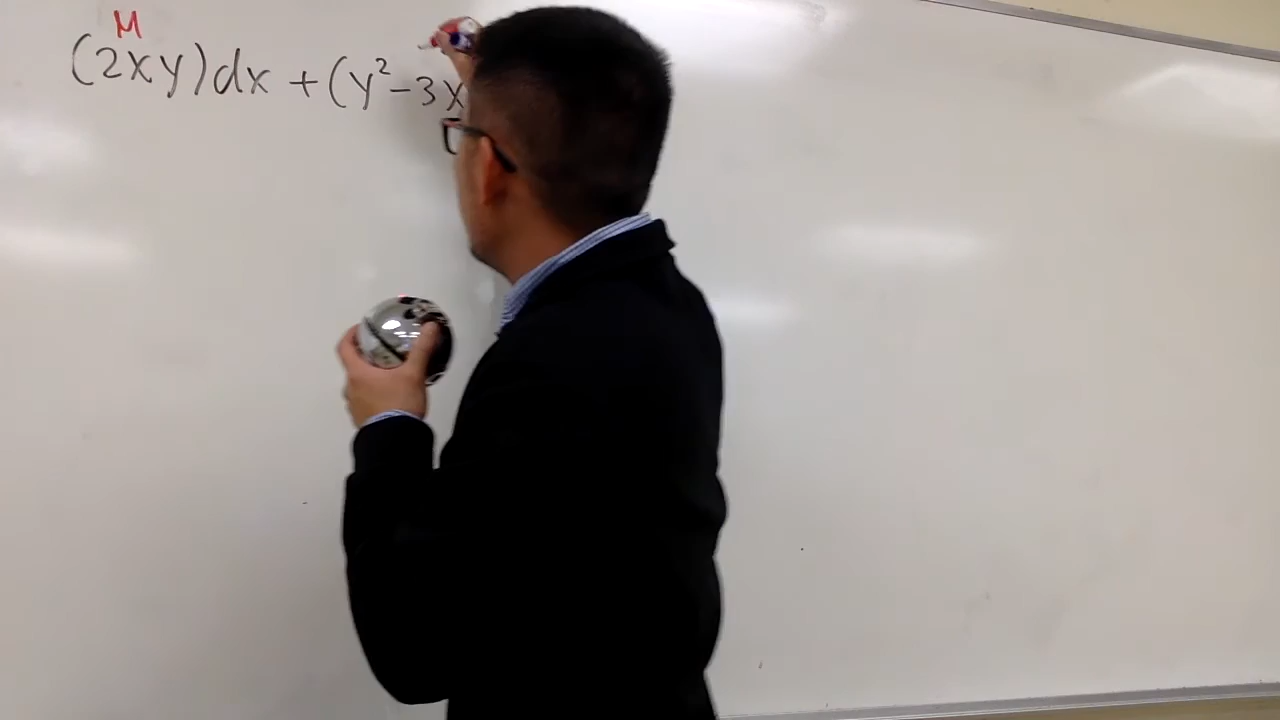 M
(2xy)dx + (y² - 3x